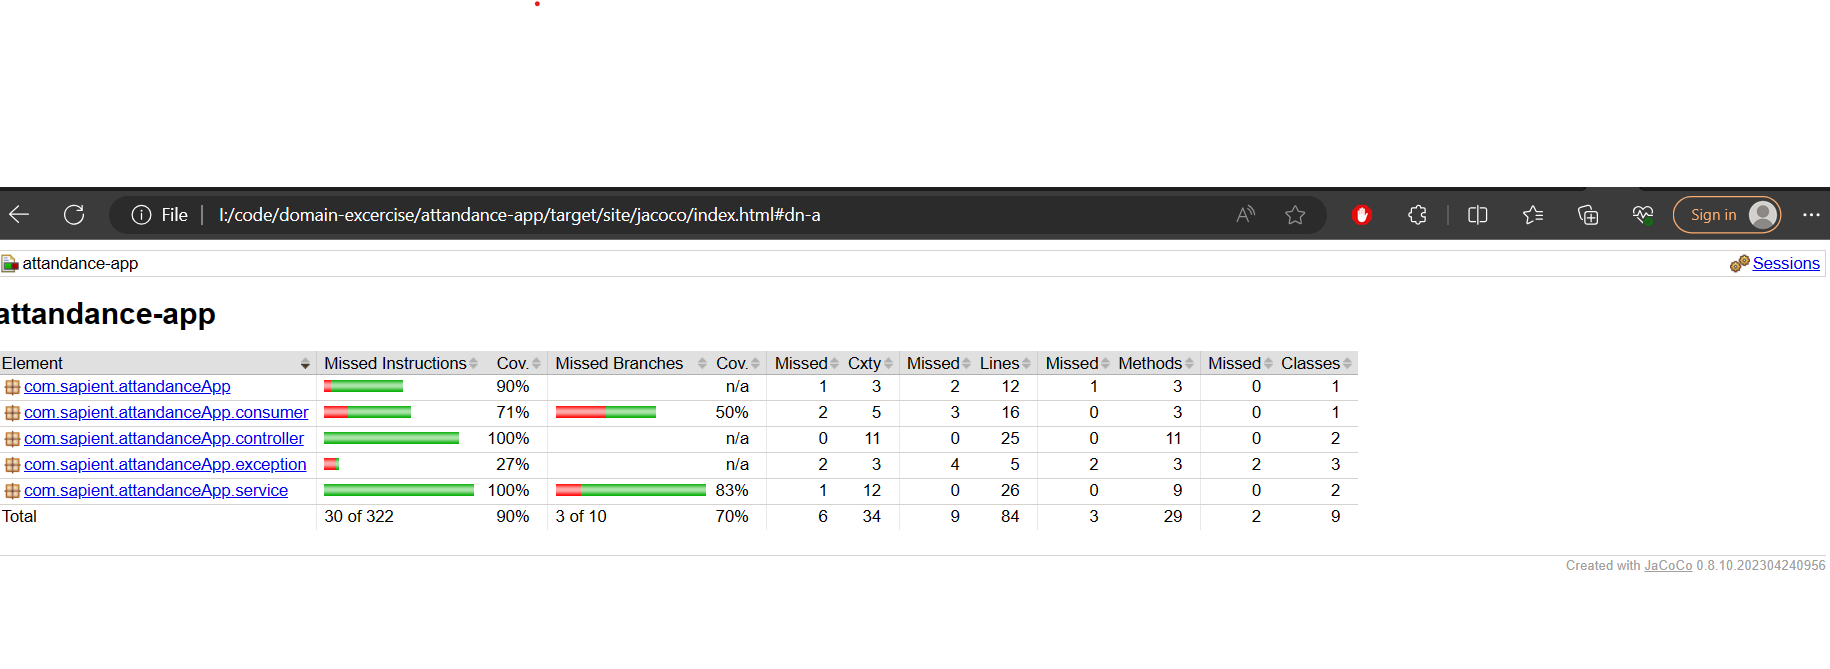 File I:/code/domain-excercise/attandance-app/target/site/jacoco/index.html#dn-a Sign in
attandance-app Sessions
attandance-app
Element Missed Instructions Cov. Missed Branches Cov. Missed Cxty Missed Lines Missed Methods Missed Classes
com.sapient.attandanceApp 90% n/a 1 3 2 12 1 3 0 1
com.sapient.attandanceApp.consumer 71% 50% 2 5 3 16 0 3 0 1
com.sapient.attandanceApp.controller 100% n/a 0 11 0 25 0 11 0 2
com.sapient.attandanceApp.exception 27% n/a 2 3 4 5 2 3 2 3
com.sapient.attandanceApp.service 100% 83% 1 12 0 26 0 9 0 2
Total 30 of 322 90% 3 of 10 70% 6 34 9 84 3 29 2 9
Created with JaCoCo 0.8.10.202304240956